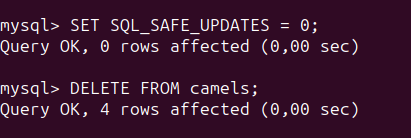 mysql> SET SQL_SAFE_UPDATES = 0;
Query OK, 0 rows affected (0,00 sec)
mysql> DELETE FROM camels;
Query OK, 4 rows affected (0,00 sec)